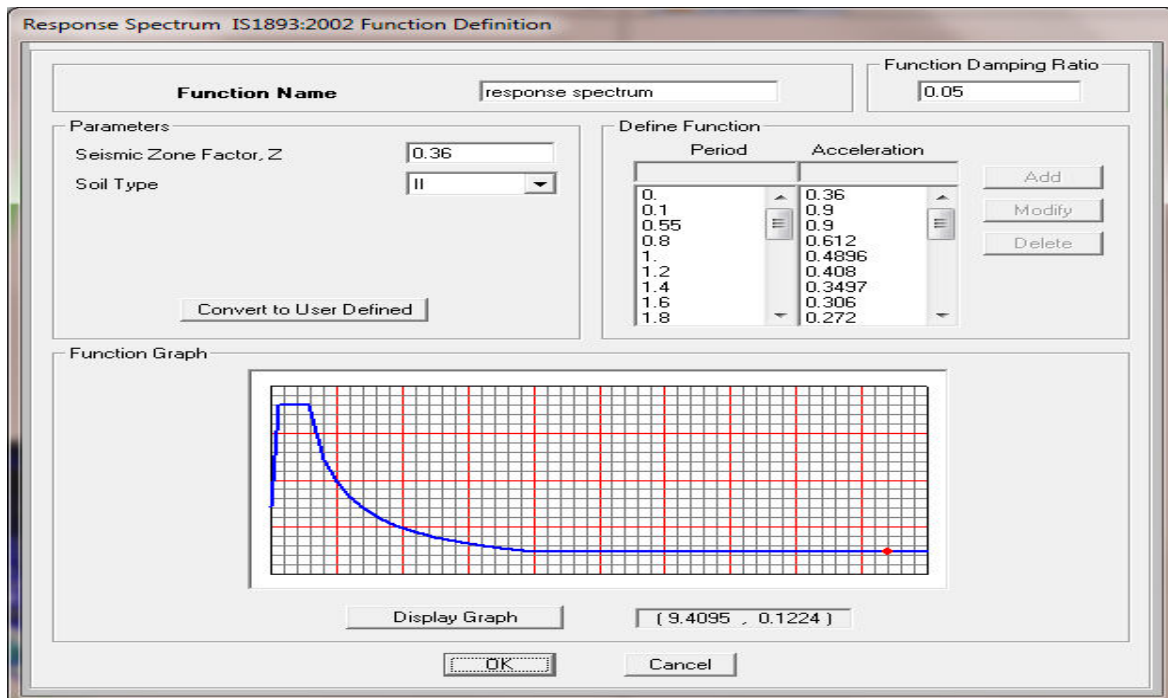 Response Spectrum IS1893:2002 Function Definition
Function Name
response spectrum
Function Damping Ratio
0.05
Parameters
Seismic Zone Factor, Z
0.36
Soil Type
II
Convert to User Defined
Define Function
Period Acceleration
0. 0.36
0.1 0.9
0.55 0.9
0.8 0.612
1. 0.4896
1.2 0.408
1.4 0.3497
1.6 0.306
1.8 0.272
Add
Modify
Delete
Function Graph
Display Graph
( 9.4095 , 0.1224 )
OK
Cancel